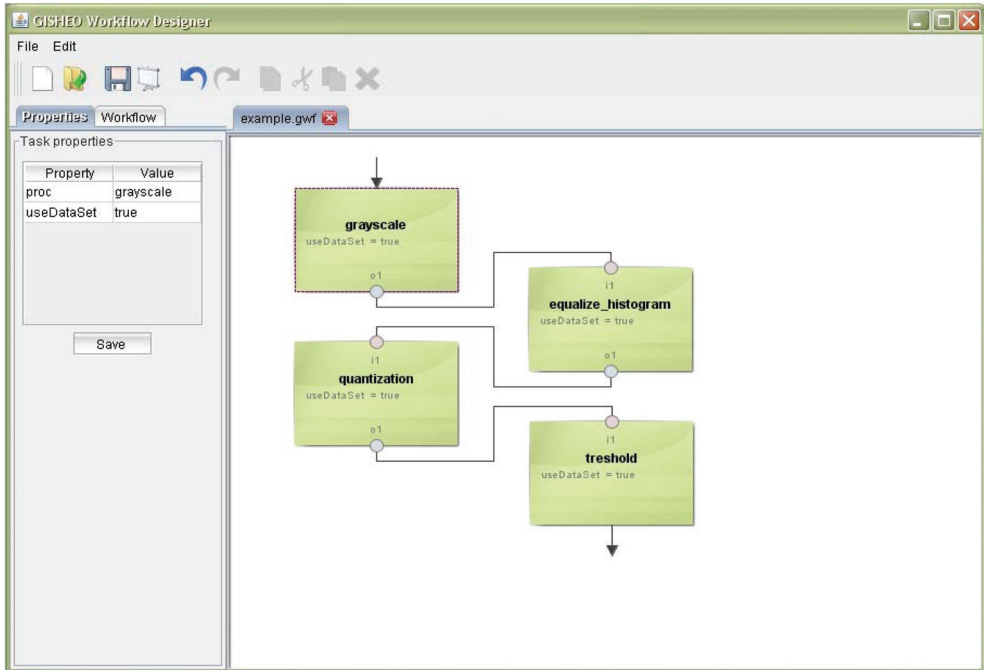 GISHEO Workflow Designer
File Edit
Properties Workflow
example.gwf
Task properties
Property Value
proc grayscale
useDataSet true
Save
grayscale
useDataSet = true
o1
i1
equalize_histogram
useDataSet = true
o1
i1
quantization
useDataSet = true
o1
i1
treshold
useDataSet = true